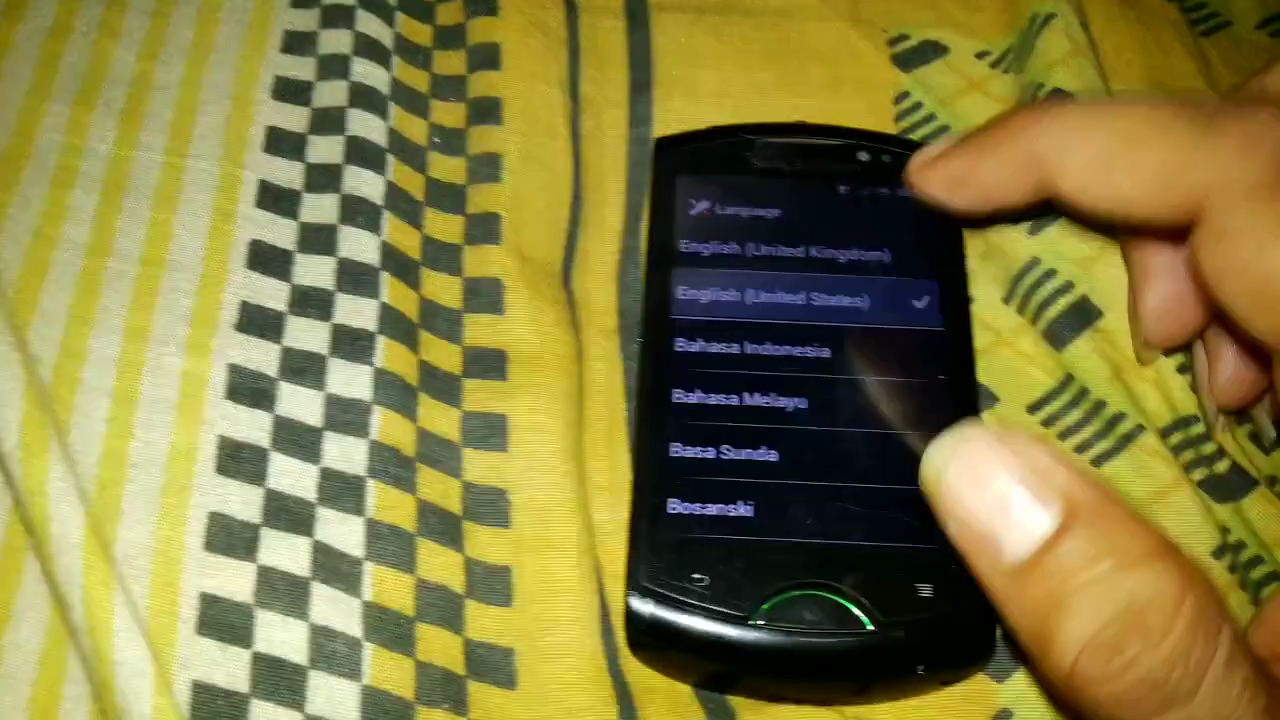 Language
English (United Kingdom)
English (United States)
Bahasa Indonesia
Bahasa Melayu
Basa Sunda
Bosanski